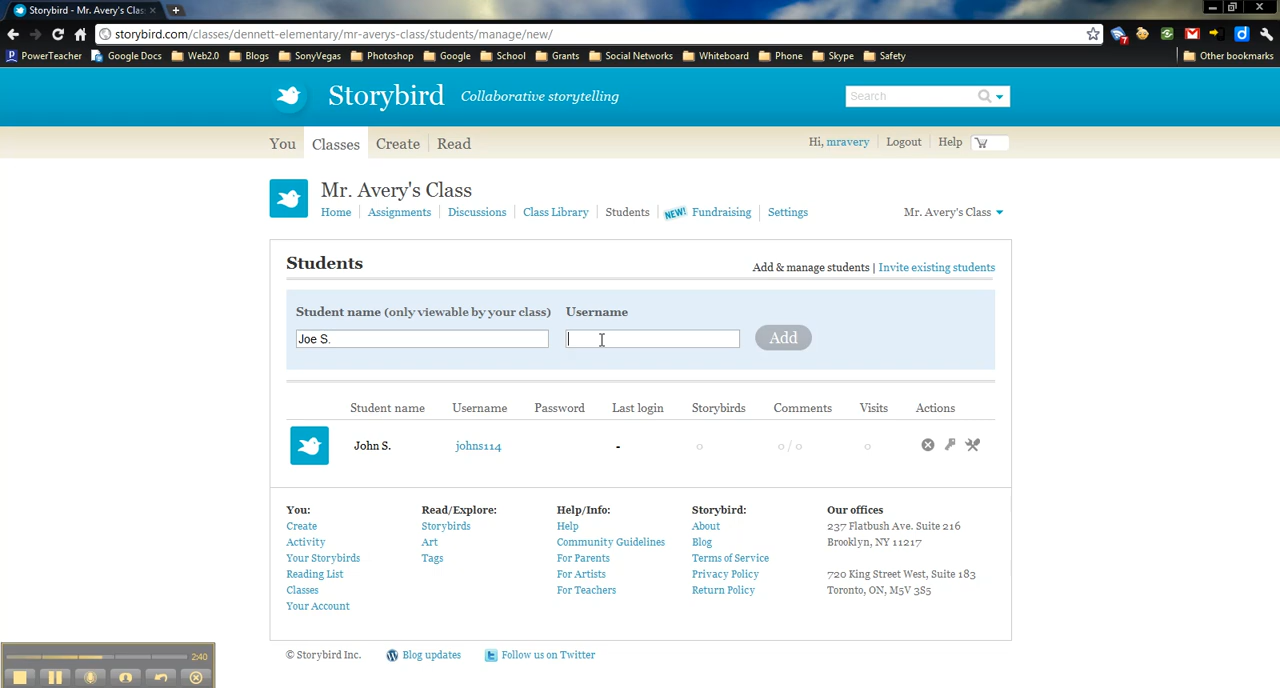 Storybird - Mr. Avery's Clas
storybird.com/classes/dennett-elementary/mr-averys-class/students/manage/new/
PowerTeacher Google Docs Web2.0 Blogs SonyVegas Photoshop Google School Grants Social Networks Whiteboard Phone Skype Safety Other bookmarks
Storybird Collaborative storytelling Search
You Classes Create Read Hi, mravery Logout Help
Mr. Avery's Class
Home Assignments Discussions Class Library Students NEW! Fundraising Settings Mr. Avery's Class
Students Add & manage students | Invite existing students
Student name (only viewable by your class) Username
Joe S. Add
Student name Username Password Last login Storybirds Comments Visits Actions
John S. johns114 - 0 0 / 0 0
You: Read/Explore: Help/Info: Storybird: Our offices
Create Storybirds Help About 237 Flatbush Ave. Suite 216
Activity Art Community Guidelines Blog Brooklyn, NY 11217
Your Storybirds Tags For Parents Terms of Service
Reading List For Artists Privacy Policy 720 King Street West, Suite 183
Classes For Teachers Return Policy Toronto, ON, M5V 3S5
Your Account
© Storybird Inc. Blog updates Follow us on Twitter
2:40